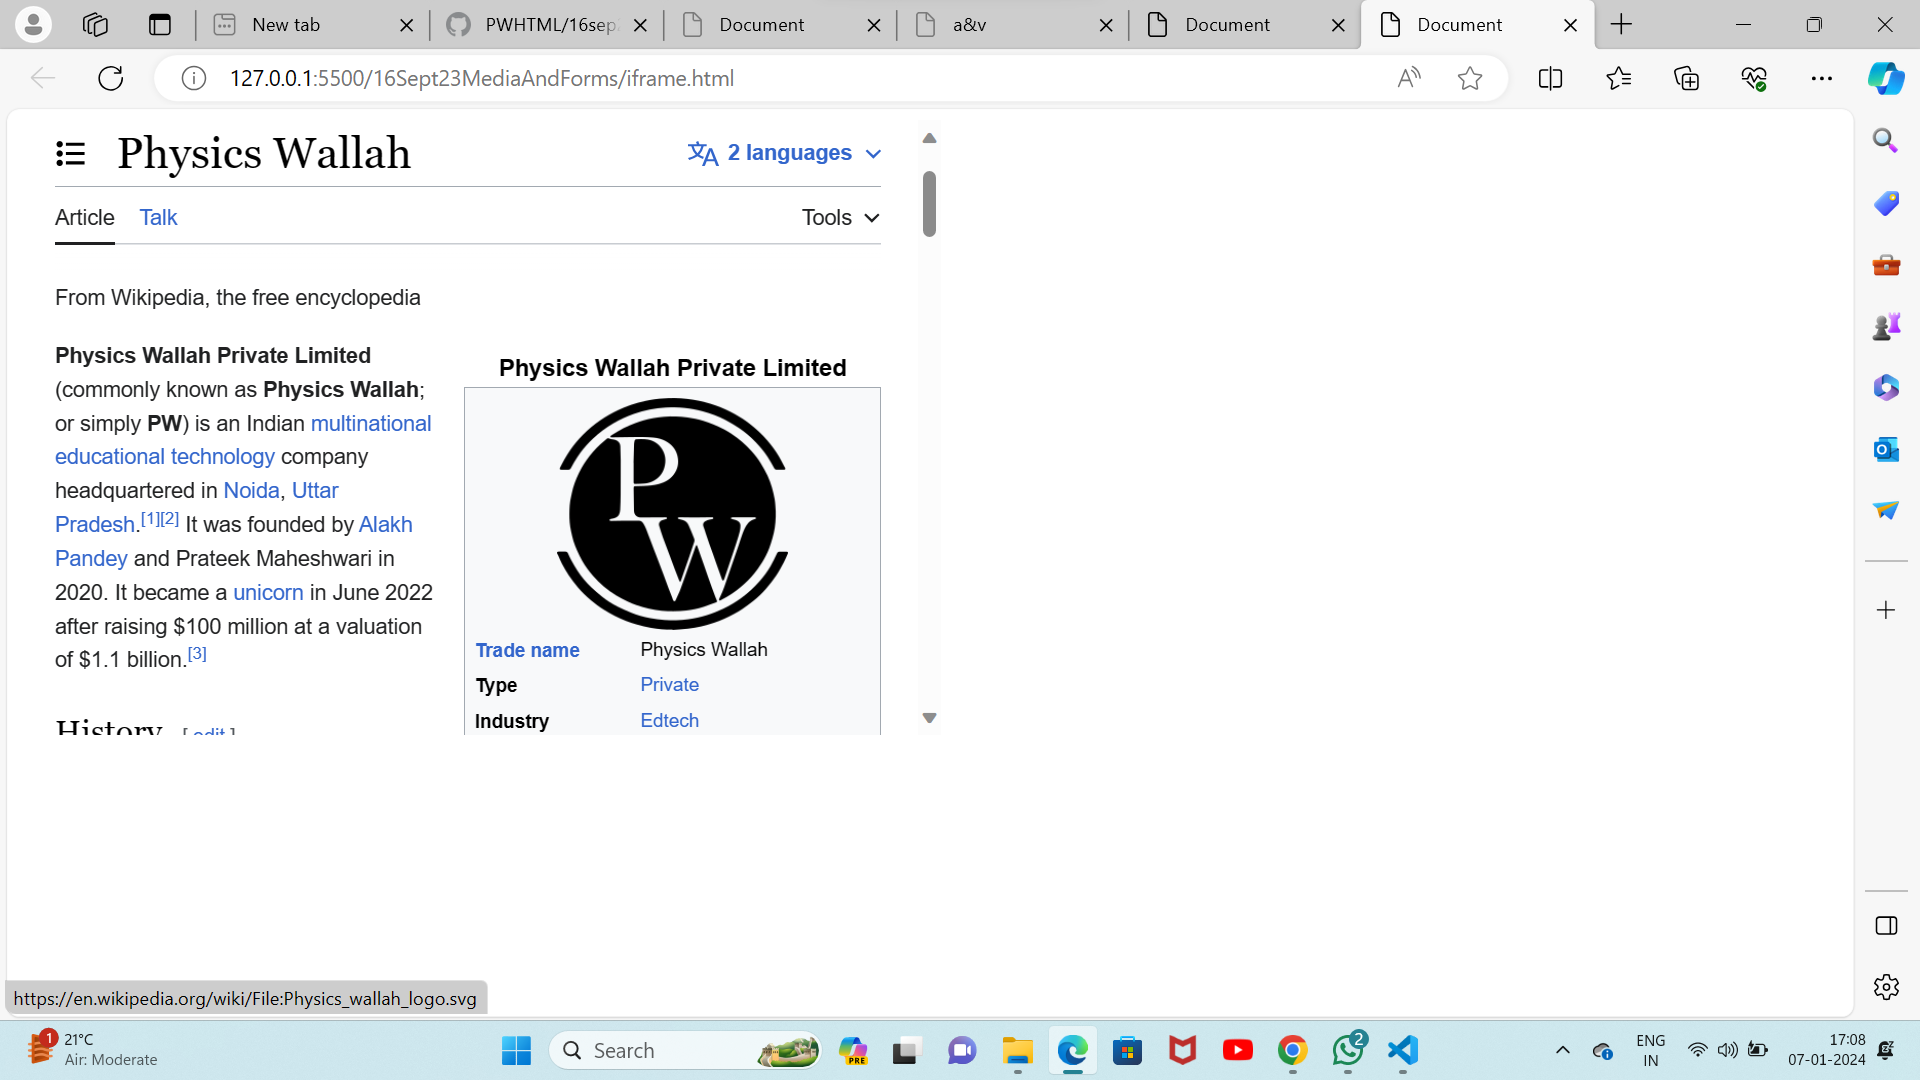 New tab
PWHTML/16sep
Document
a&v
Document
Document
127.0.0.1:5500/16Sept23MediaAndForms/iframe.html
Physics Wallah
2 languages
Article Talk
Tools
From Wikipedia, the free encyclopedia
Physics Wallah Private Limited
(commonly known as Physics Wallah;
or simply PW) is an Indian multinational
educational technology company
headquartered in Noida, Uttar
Pradesh.[1][2] It was founded by Alakh
Pandey and Prateek Maheshwari in
2020. It became a unicorn in June 2022
after raising $100 million at a valuation
of $1.1 billion.[3]
History [ edit ]
Physics Wallah Private Limited
P
W
Trade name Physics Wallah
Type Private
Industry Edtech
https://en.wikipedia.org/wiki/File:Physics_wallah_logo.svg
1
21°C
Air: Moderate
Search
PRE
2
ENG
IN
17:08
07-01-2024